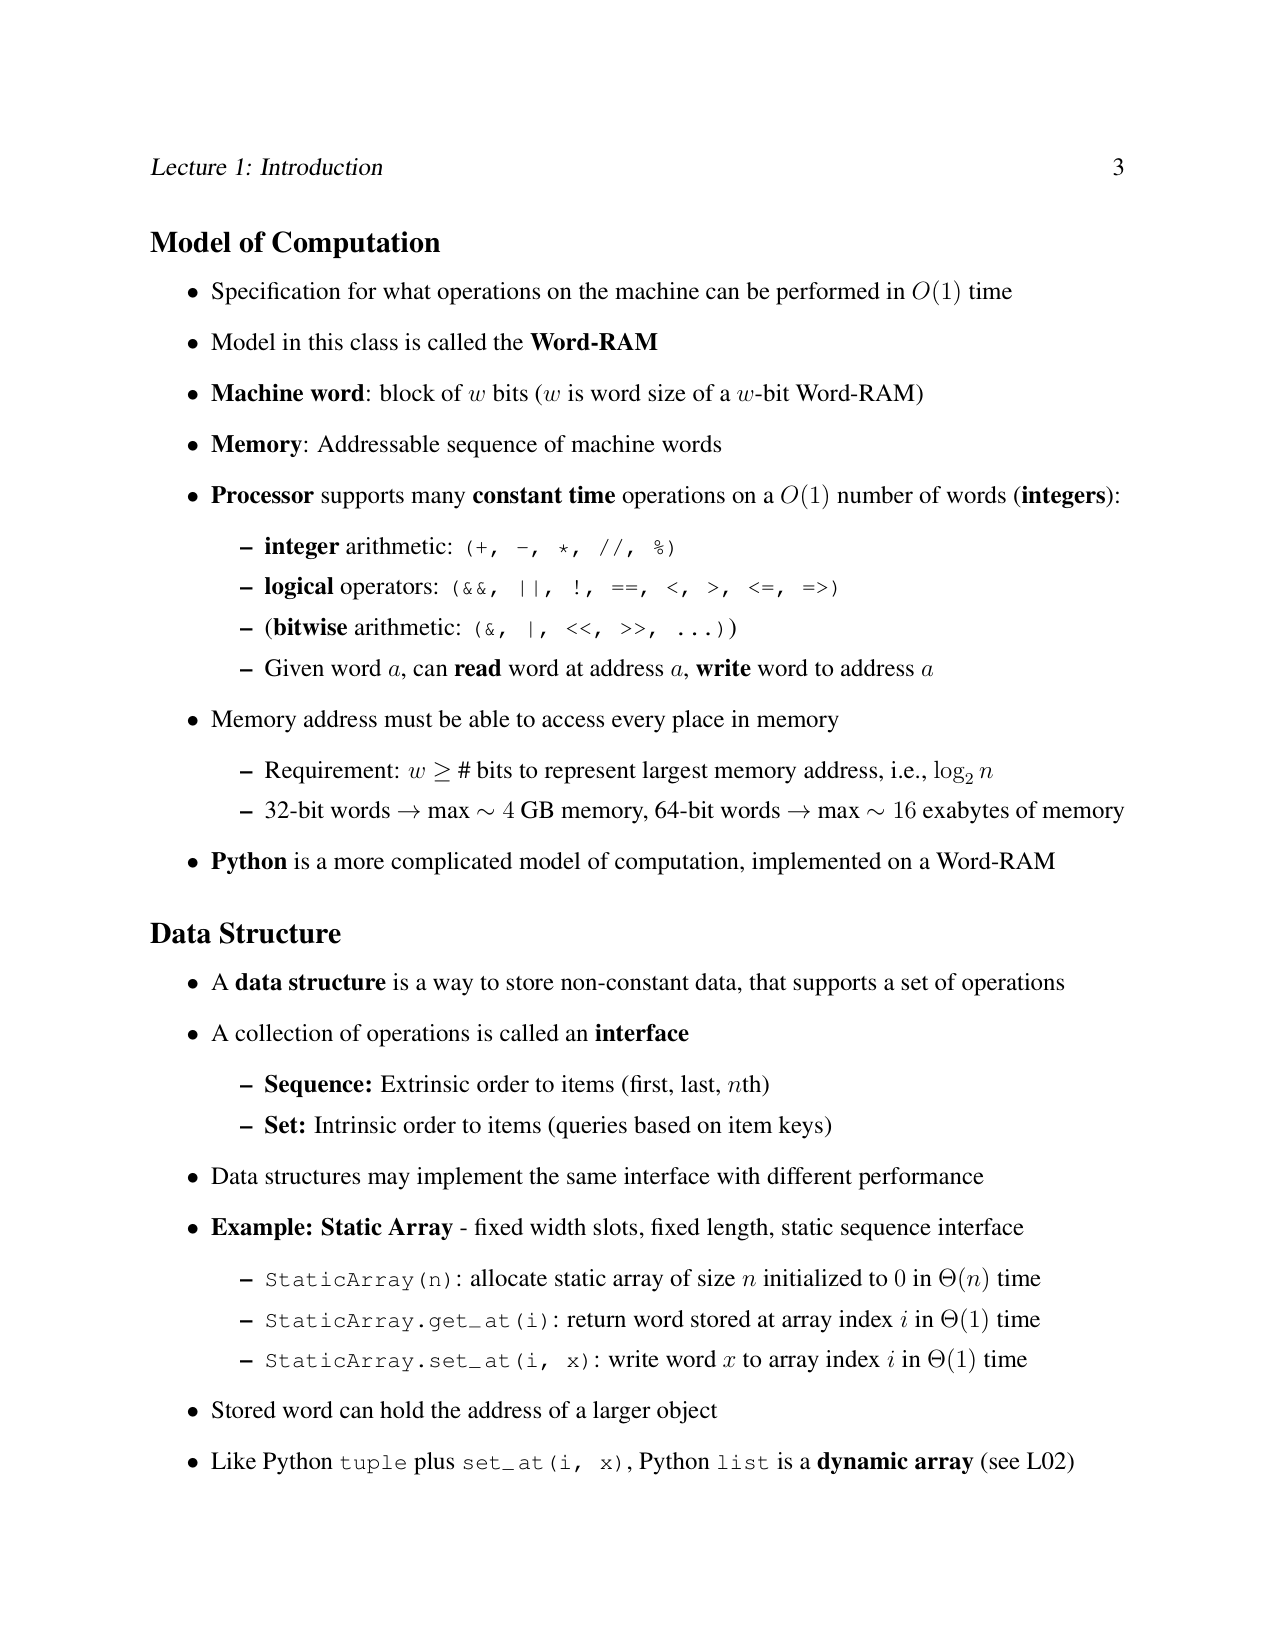 Lecture 1: Introduction 3
Model of Computation
• Specification for what operations on the machine can be performed in O(1) time
• Model in this class is called the Word-RAM
• Machine word: block of w bits (w is word size of a w-bit Word-RAM)
• Memory: Addressable sequence of machine words
• Processor supports many constant time operations on a O(1) number of words (integers):
– integer arithmetic: (+, -, *, //, %)
– logical operators: (&&, ||, !, ==, <, >, <=, =>)
– (bitwise arithmetic: (&, |, <<, >>, ...))
– Given word a, can read word at address a, write word to address a
• Memory address must be able to access every place in memory
– Requirement: w ≥ # bits to represent largest memory address, i.e., log₂ n
– 32-bit words → max ∼ 4 GB memory, 64-bit words → max ∼ 16 exabytes of memory
• Python is a more complicated model of computation, implemented on a Word-RAM
Data Structure
• A data structure is a way to store non-constant data, that supports a set of operations
• A collection of operations is called an interface
– Sequence: Extrinsic order to items (first, last, nth)
– Set: Intrinsic order to items (queries based on item keys)
• Data structures may implement the same interface with different performance
• Example: Static Array - fixed width slots, fixed length, static sequence interface
– StaticArray(n): allocate static array of size n initialized to 0 in Θ(n) time
– StaticArray.get_at(i): return word stored at array index i in Θ(1) time
– StaticArray.set_at(i, x): write word x to array index i in Θ(1) time
• Stored word can hold the address of a larger object
• Like Python tuple plus set_at(i, x), Python list is a dynamic array (see L02)